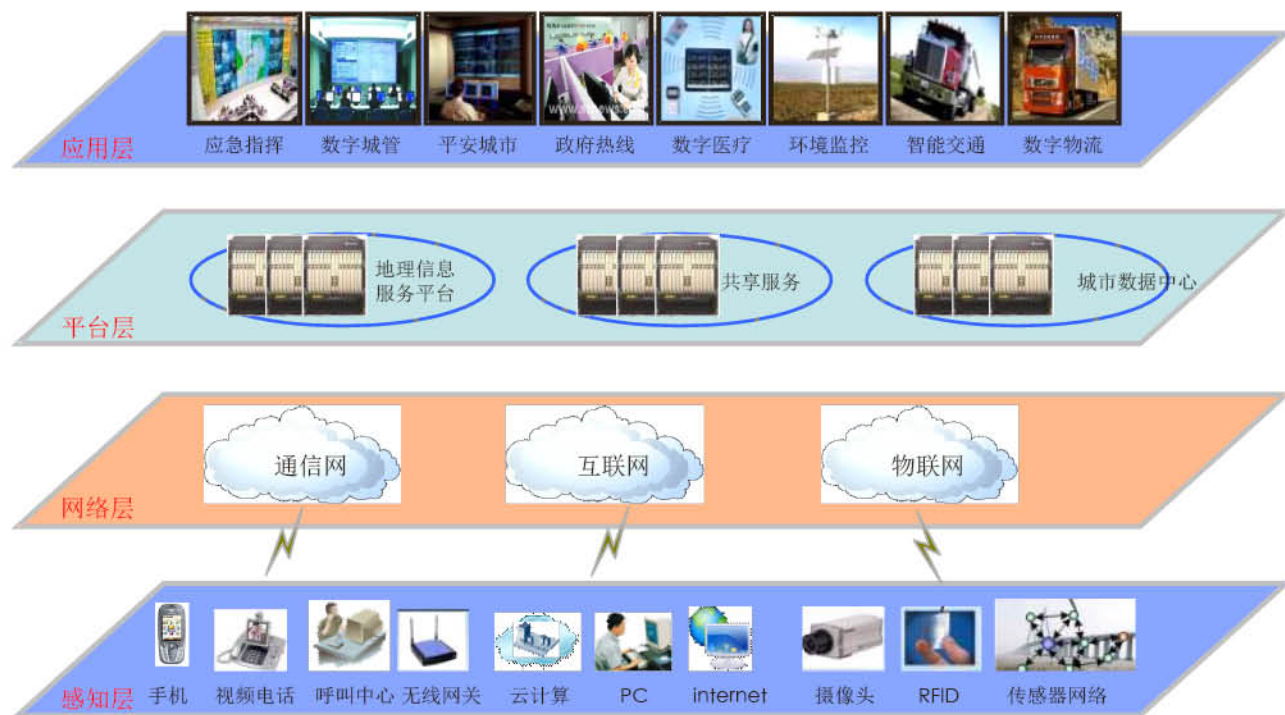 应急指挥 数字城管 平安城市 政府热线 数字医疗 环境监控 智能交通 数字物流
应用层
地理信息
服务平台
共享服务
城市数据中心
平台层
通信网 互联网 物联网
网络层
手机 视频电话 呼叫中心 无线网关 云计算 PC internet 摄像头 RFID 传感器网络
感知层